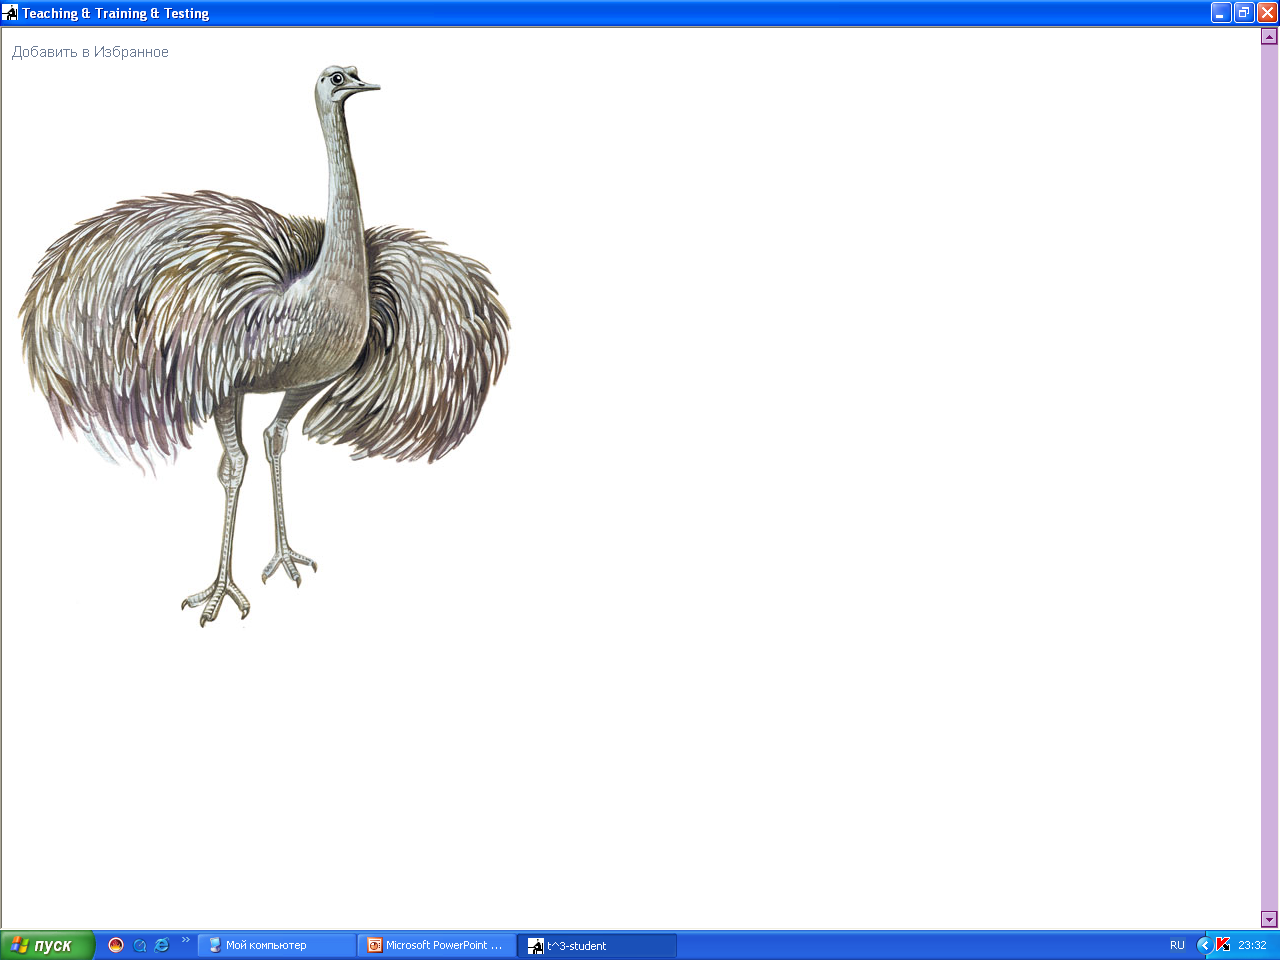 Teaching & Training & Testing
Добавить в Избранное
пуск
»
Мой компьютер
Microsoft PowerPoint ...
t^3-student
RU
23:32